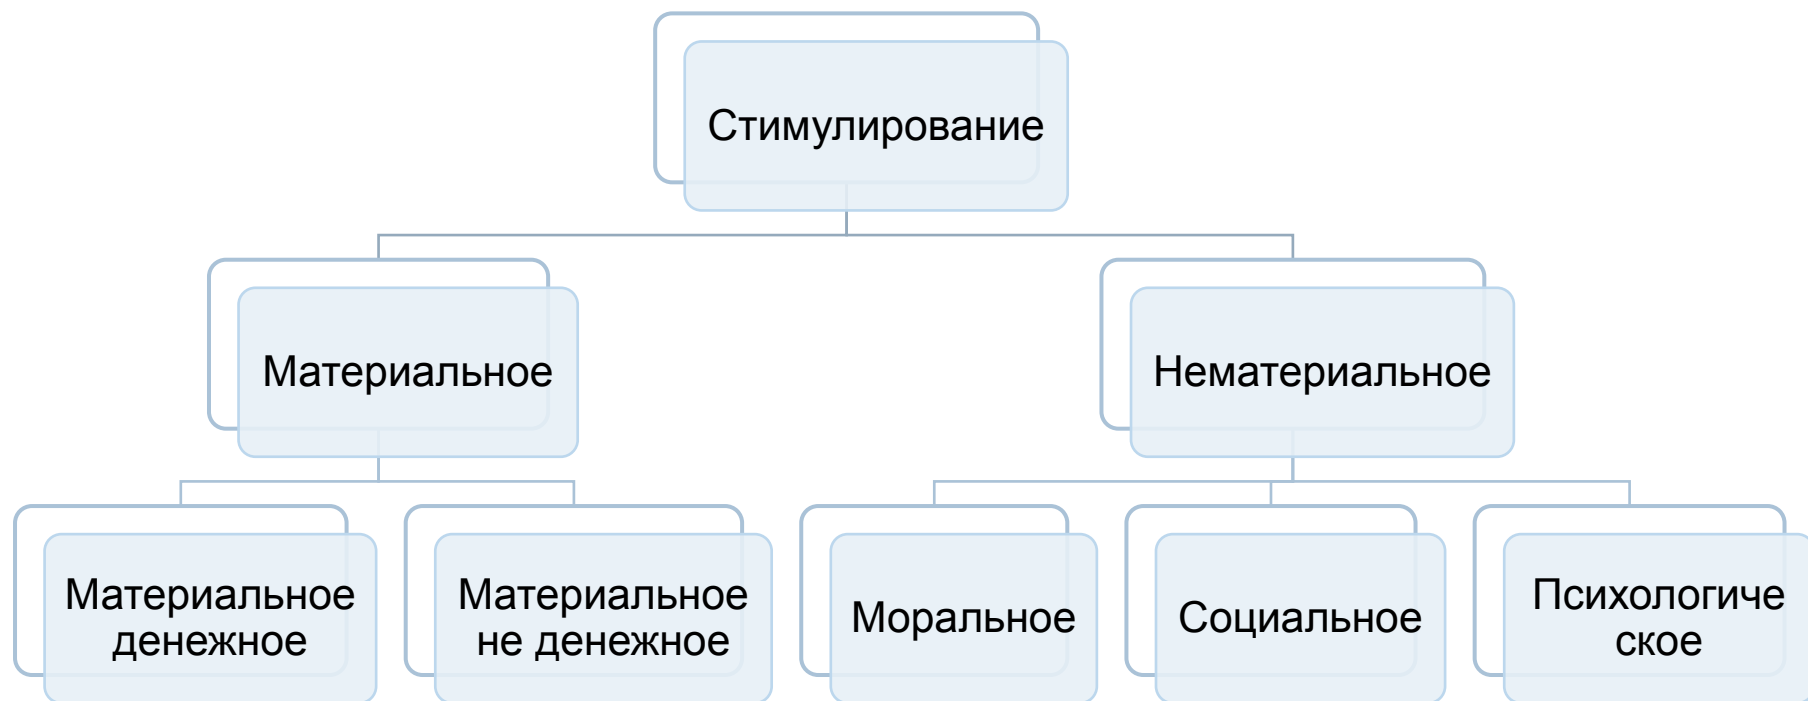 Стимулирование
Материальное
Нематериальное
Материальное
денежное
Материальное
не денежное
Моральное
Социальное
Психологиче
ское